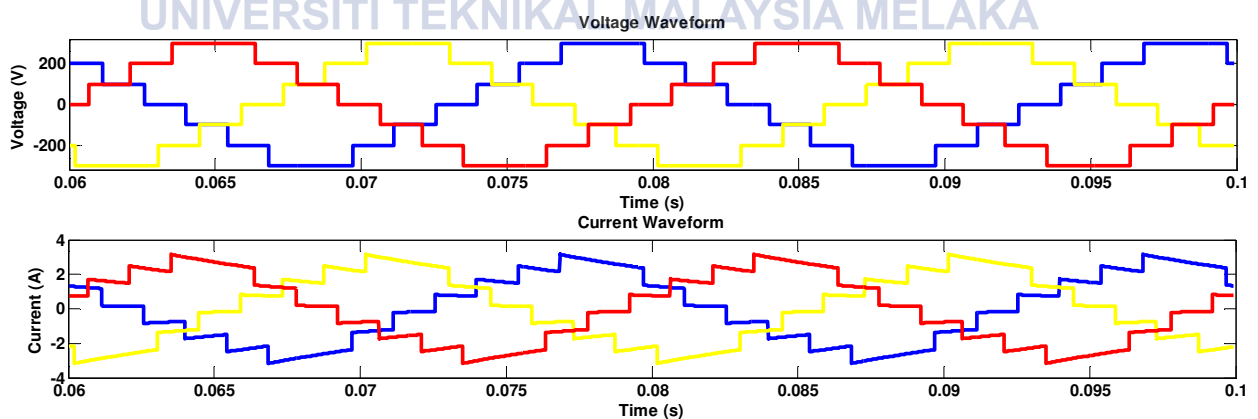 UNIVERSITI TEKNIKAL MALAYSIA MELAKA
Voltage Waveform
Voltage (V)
200
0
-200
0.06 0.065 0.07 0.075 0.08 0.085 0.09 0.095 0.1
Time (s)
Current Waveform
Current (A)
4
2
0
-2
-4
0.06 0.065 0.07 0.075 0.08 0.085 0.09 0.095 0.1
Time (s)